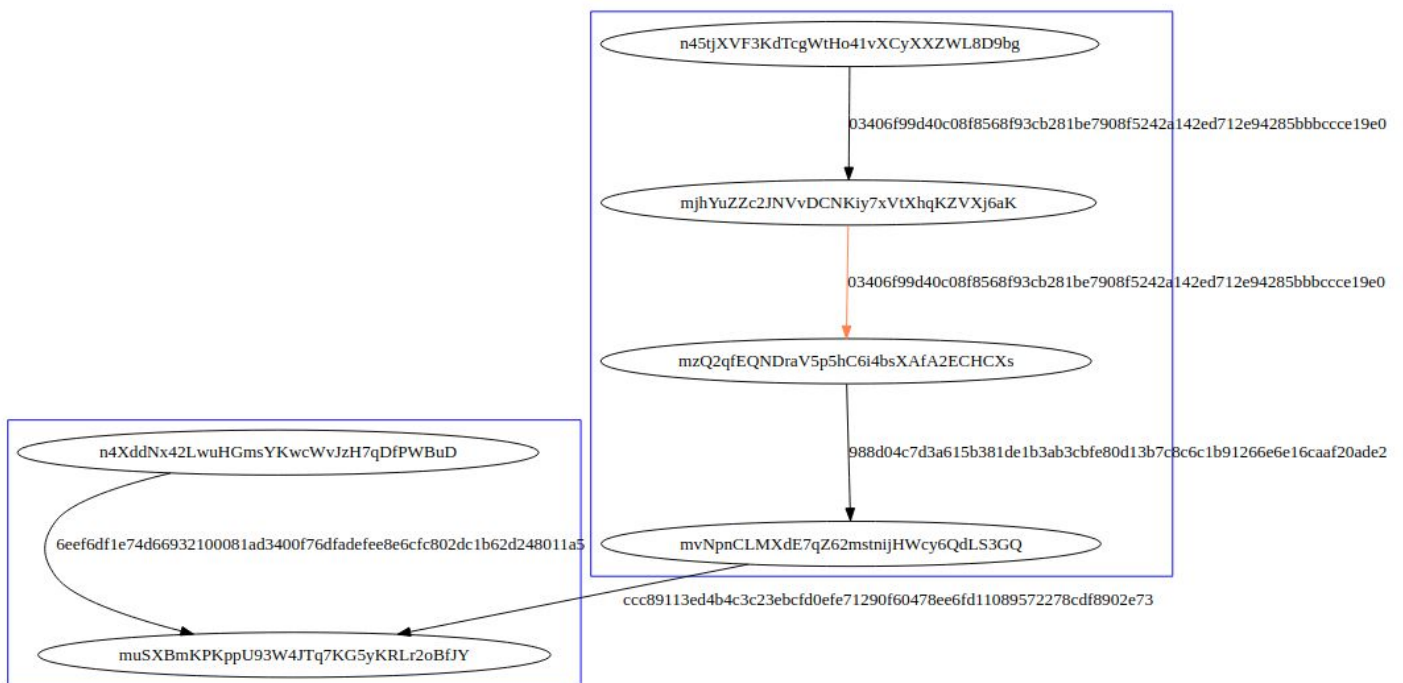 n45tjXVF3KdTcgWtHo41vXCyXXZWL8D9bg
03406f99d40c08f8568f93cb281be7908f5242a142ed712e94285bbbccce19e0
mjhYuZZc2JNVvDCNKiy7xVtXhqKZVXj6aK
03406f99d40c08f8568f93cb281be7908f5242a142ed712e94285bbbccce19e0
mzQ2qfEQNDraV5p5hC6i4bsXAfA2ECHCXs
n4XddNx42LwuHGmsYKwcWvJzH7qDfPWBuD
988d04c7d3a615b381de1b3ab3cbfe80d13b7c8c6c1b91266e6e16caaf20ade2
6eef6df1e74d66932100081ad3400f76dfadefee8e6cfc802dc1b62d248011a5
mvNpnCLMXdE7qZ62mstnijHWcy6QdLS3GQ
ccc89113ed4b4c3c23ebcfd0efe71290f60478ee6fd11089572278cdf8902e73
muSXBmKPKppU93W4JTq7KG5yKRLr2oBfJY